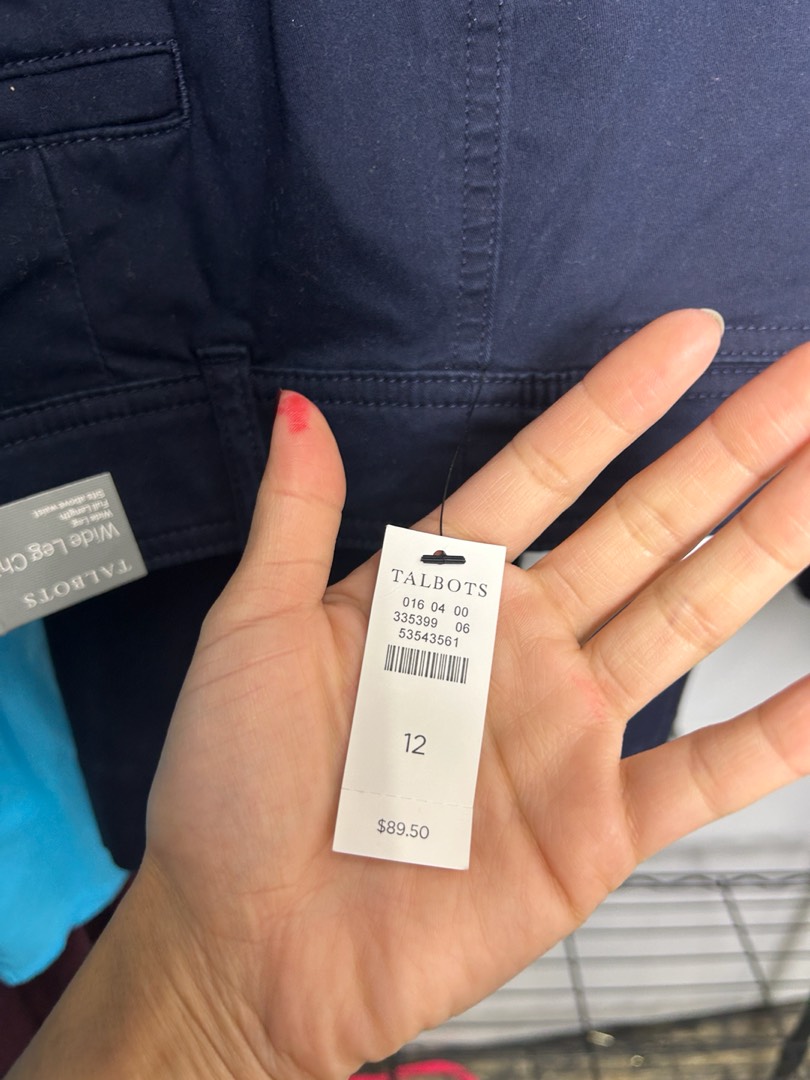 TALBOTS
016 04 00
335399 06
53543561
12
$89.50
TALBOTS
Wide Leg Chi
Wide Leg
Full Length
Sits above waist